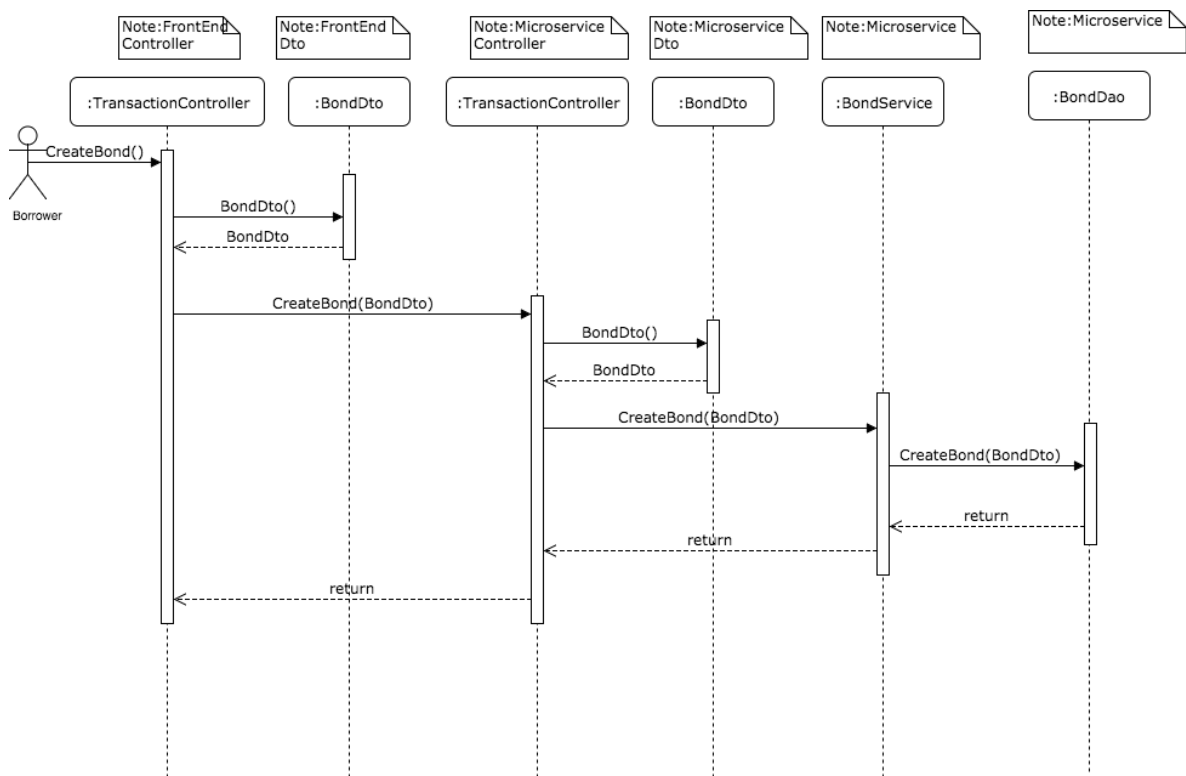 Note:FrontEnd
Controller
Note:FrontEnd
Dto
Note:Microservice
Controller
Note:Microservice
Dto
Note:Microservice
Note:Microservice
:TransactionController
:BondDto
:TransactionController
:BondDto
:BondService
:BondDao
CreateBond()
Borrower
BondDto()
BondDto
CreateBond(BondDto)
BondDto()
BondDto
CreateBond(BondDto)
CreateBond(BondDto)
return
return
return